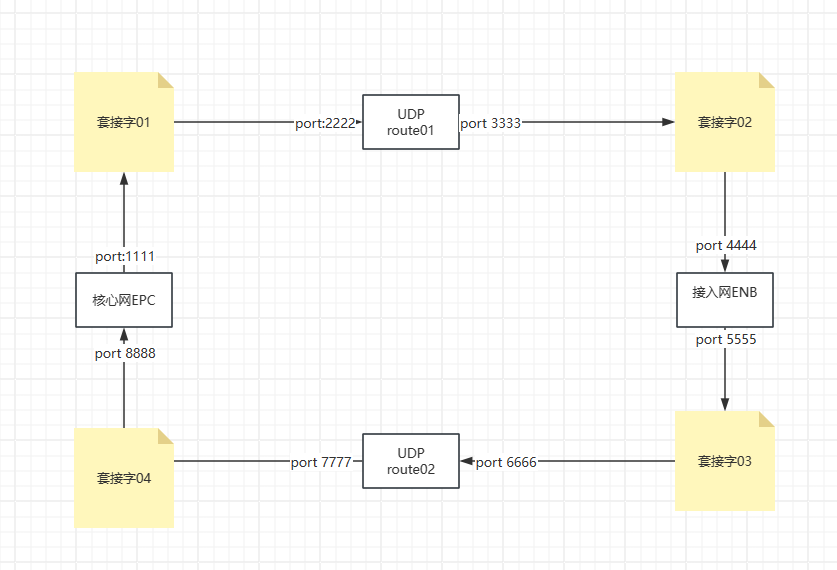 套接字01
port:2222
UDP
route01
port 3333
套接字02
port:1111
port 4444
核心网EPC
接入网ENB
port 8888
port 5555
套接字04
port 7777
UDP
route02
port 6666
套接字03